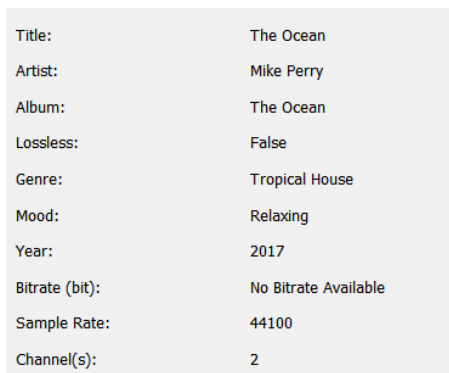 Title: The Ocean
Artist: Mike Perry
Album: The Ocean
Lossless: False
Genre: Tropical House
Mood: Relaxing
Year: 2017
Bitrate (bit): No Bitrate Available
Sample Rate: 44100
Channel(s): 2